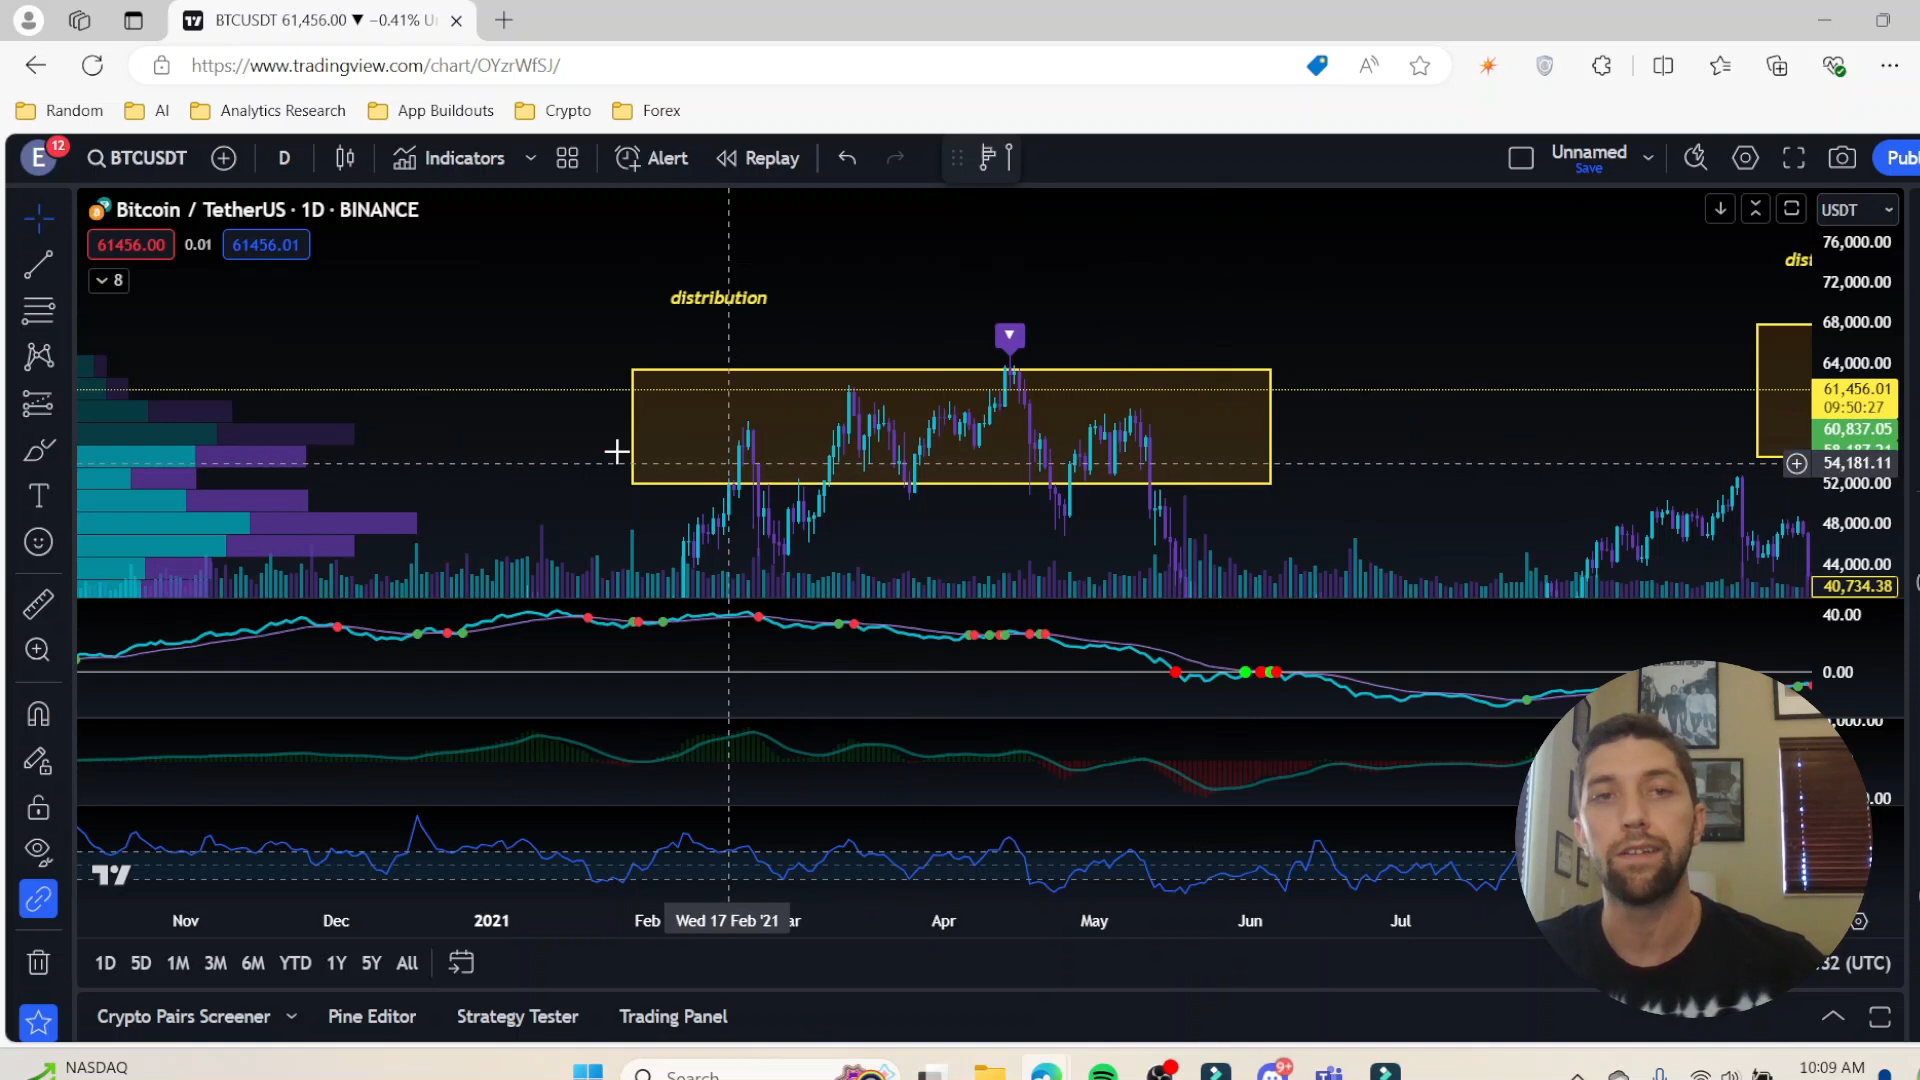 BTCUSDT 61,456.00 ▼ −0.41%
https://www.tradingview.com/chart/OYzrWfSJ/
Random AI Analytics Research App Buildouts Crypto Forex
E 12 BTCUSDT D Indicators Alert Replay Unnamed Save Publ
Bitcoin / TetherUS · 1D · BINANCE
USDT
61456.00 0.01 61456.01
8
distribution
dist
76,000.00
72,000.00
68,000.00
64,000.00
61,456.01
09:50:27
60,837.05
54,181.11
52,000.00
48,000.00
44,000.00
40,734.38
40.00
0.00
Nov Dec 2021 Feb Wed 17 Feb '21 ar Apr May Jun Jul
1D 5D 1M 3M 6M YTD 1Y 5Y All
:32 (UTC)
Crypto Pairs Screener Pine Editor Strategy Tester Trading Panel
NASDAQ
Search
9+
10:09 AM